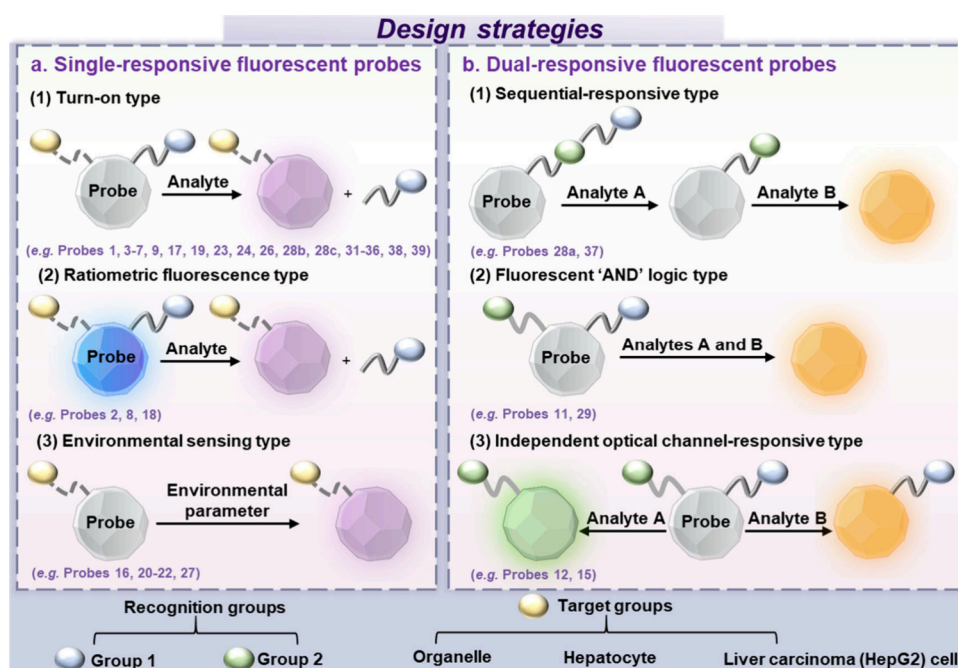 Design strategies
a. Single-responsive fluorescent probes
(1) Turn-on type
Probe
Analyte
+
(e.g. Probes 1, 3-7, 9, 17, 19, 23, 24, 26, 28b, 28c, 31-36, 38, 39)
(2) Ratiometric fluorescence type
Probe
Analyte
+
(e.g. Probes 2, 8, 18)
(3) Environmental sensing type
Probe
Environmental
parameter
(e.g. Probes 16, 20-22, 27)
b. Dual-responsive fluorescent probes
(1) Sequential-responsive type
Probe
Analyte A
Analyte B
(e.g. Probes 28a, 37)
(2) Fluorescent ‘AND’ logic type
Probe
Analytes A and B
(e.g. Probes 11, 29)
(3) Independent optical channel-responsive type
Analyte A
Probe
Analyte B
(e.g. Probes 12, 15)
Recognition groups
Group 1
Group 2
Target groups
Organelle
Hepatocyte
Liver carcinoma (HepG2) cell